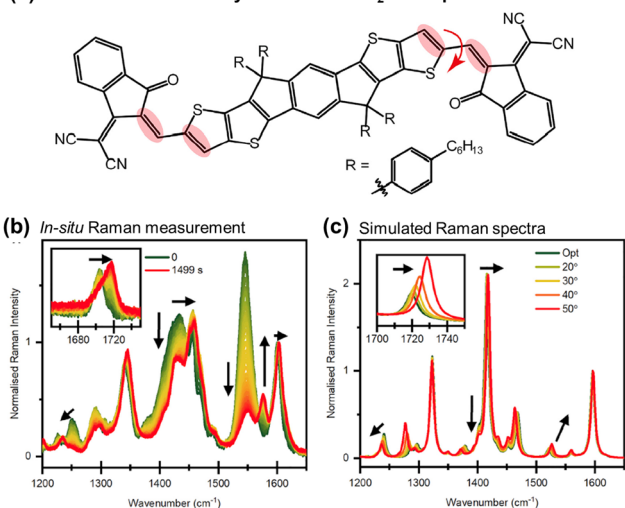 O
NC
CN
S
S
R
R
S
S
R
R
O
CN
CN
R =
C6H13
(b) In-situ Raman measurement
(c) Simulated Raman spectra
Normalised Raman Intensity
0
1
1200
1300
1400
1500
1600
Wavenumber (cm-1)
1680
1720
0
1499 s
Normalised Raman Intensity
0
1
2
1200
1300
1400
1500
1600
Wavenumber (cm-1)
1700
1720
1740
Opt
20°
30°
40°
50°